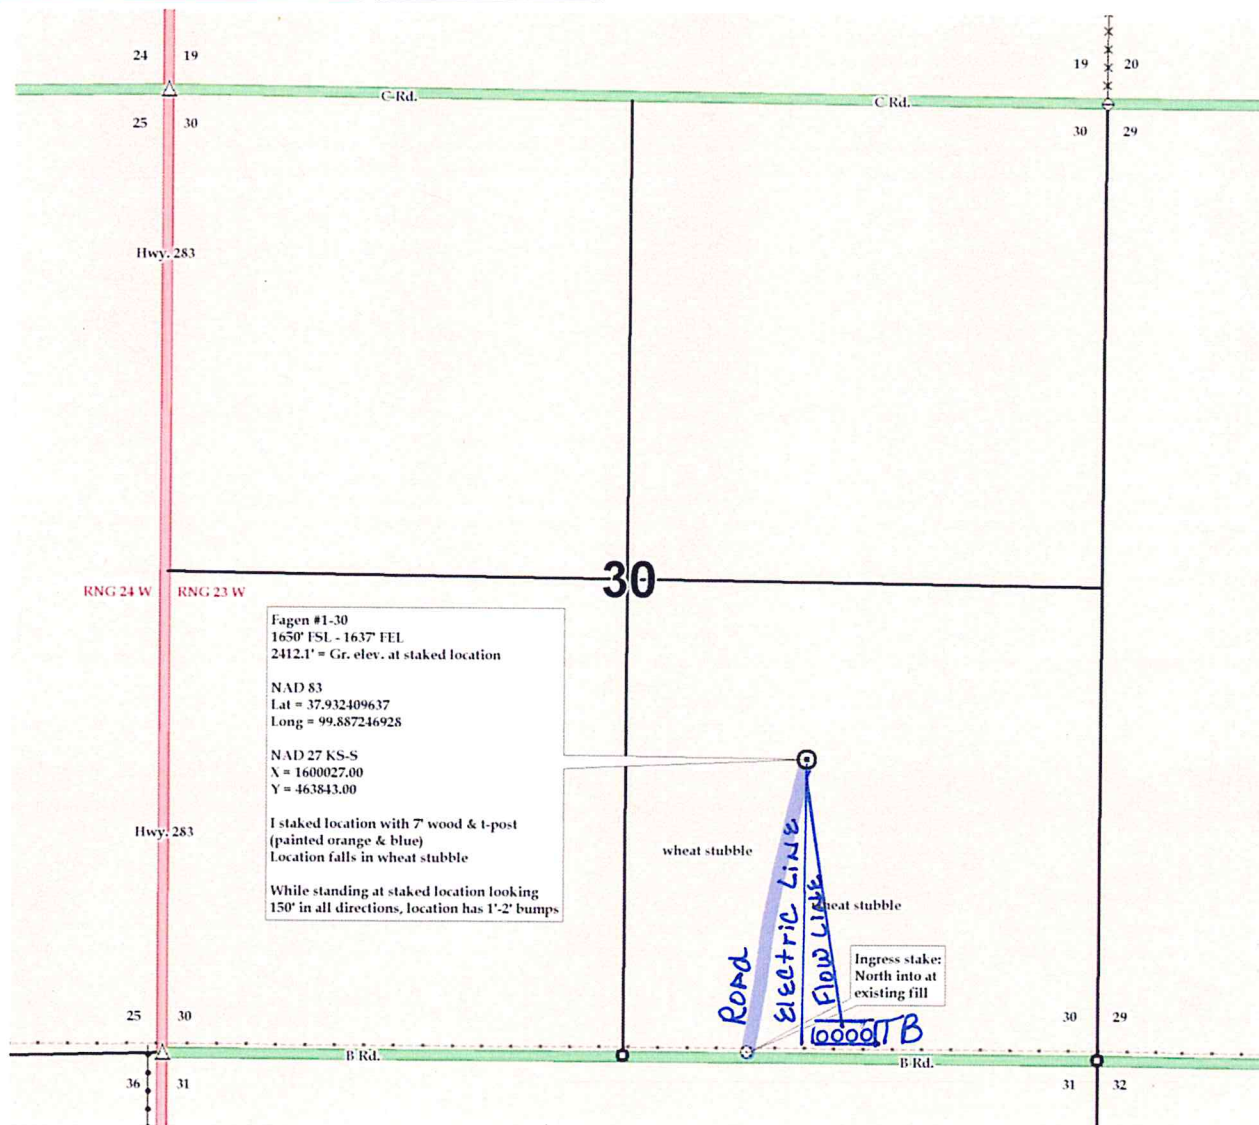 24 19
19 20
C Rd.
C Rd.
25 30
30 29
Hwy. 283
30
RNG 24 W RNG 23 W
Fagen #1-30
1650' FSL - 1637' FEL
2412.1' = Gr. elev. at staked location
NAD 83
Lat = 37.932409637
Long = 99.887246928
NAD 27 KS-S
X = 1600027.00
Y = 463843.00
I staked location with 7' wood & t-post
(painted orange & blue)
Location falls in wheat stubble
While standing at staked location looking
150' in all directions, location has 1'-2' bumps
Hwy. 283
wheat stubble
wheat stubble
Road
Electric Line
Flow Line
Ingress stake:
North into at
existing fill
TB
25 30
30 29
B Rd.
B Rd.
36 31
31 32